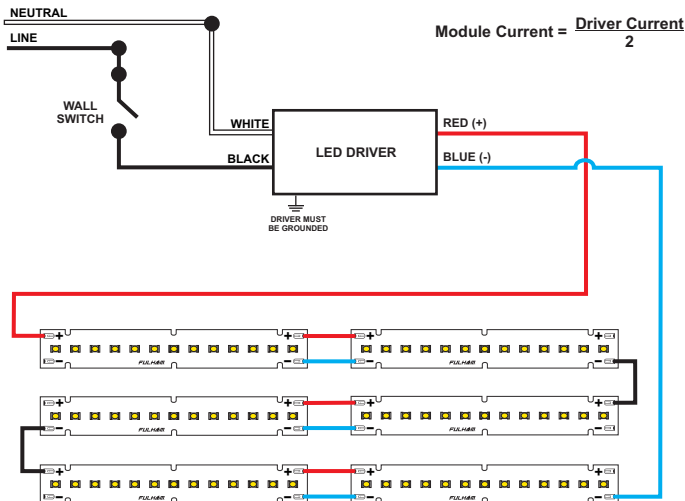 NEUTRAL
LINE
Module Current = Driver Current
2
WALL
SWITCH
WHITE
BLACK
LED DRIVER
RED (+)
BLUE (-)
DRIVER MUST
BE GROUNDED
+ + + +
- - - -
FULHAM FULHAM
+ + + +
- - - -
FULHAM FULHAM
+ + + +
- - - -
FULHAM FULHAM